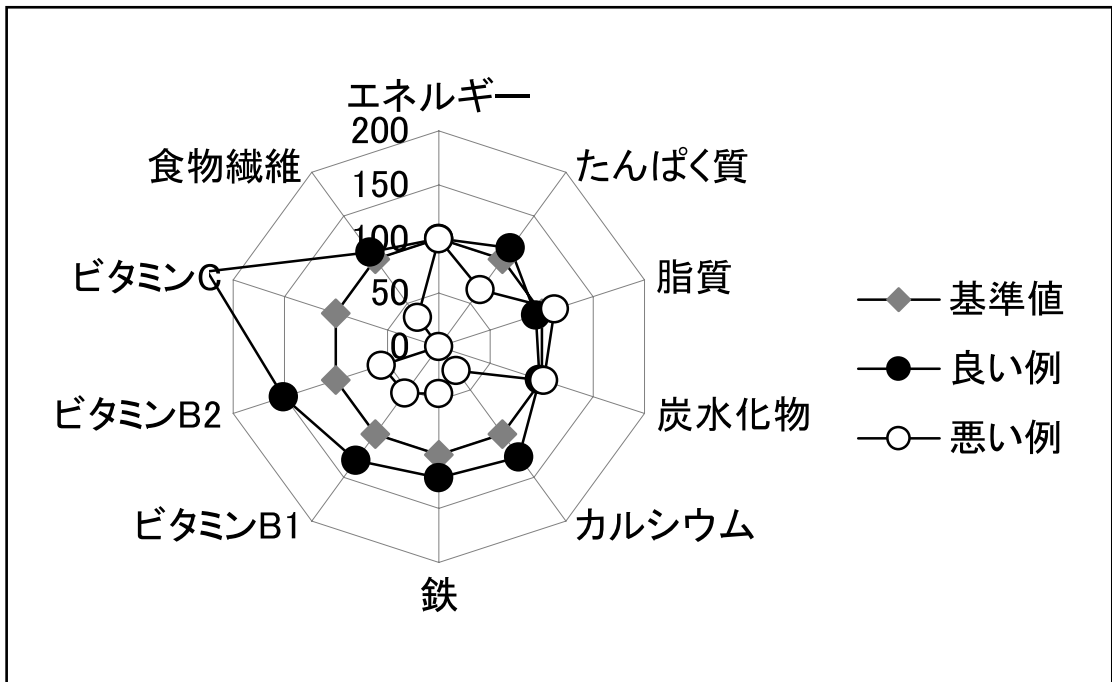 エネルギー
200
たんぱく質
食物繊維
150
100
脂質
ビタミンC
50
基準値
0
良い例
炭水化物
ビタミンB2
悪い例
カルシウム
ビタミンB1
鉄